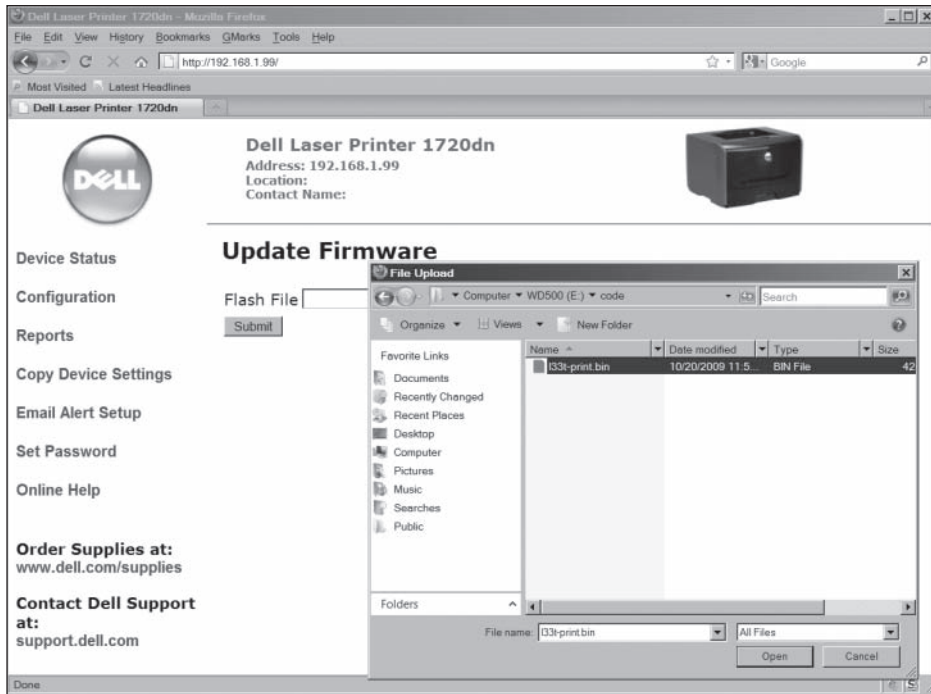 Dell Laser Printer 1720dn - Mozilla Firefox
File Edit View History Bookmarks GMarks Tools Help
http://192.168.1.99/
Google
Most Visited Latest Headlines
Dell Laser Printer 1720dn
DELL
Dell Laser Printer 1720dn
Address: 192.168.1.99
Location:
Contact Name:
Device Status
Configuration
Reports
Copy Device Settings
Email Alert Setup
Set Password
Online Help
Order Supplies at:
www.dell.com/supplies
Contact Dell Support
at:
support.dell.com
Update Firmware
Flash File
Submit
File Upload
Computer WD500 (E:) code
Search
Organize Views New Folder
Favorite Links
Documents
Recently Changed
Recent Places
Desktop
Computer
Pictures
Music
Searches
Public
Folders
Name Date modified Type Size
l33t-print.bin 10/20/2009 11:5... BIN File 42
File name: l33t-print.bin All Files
Open Cancel
Done